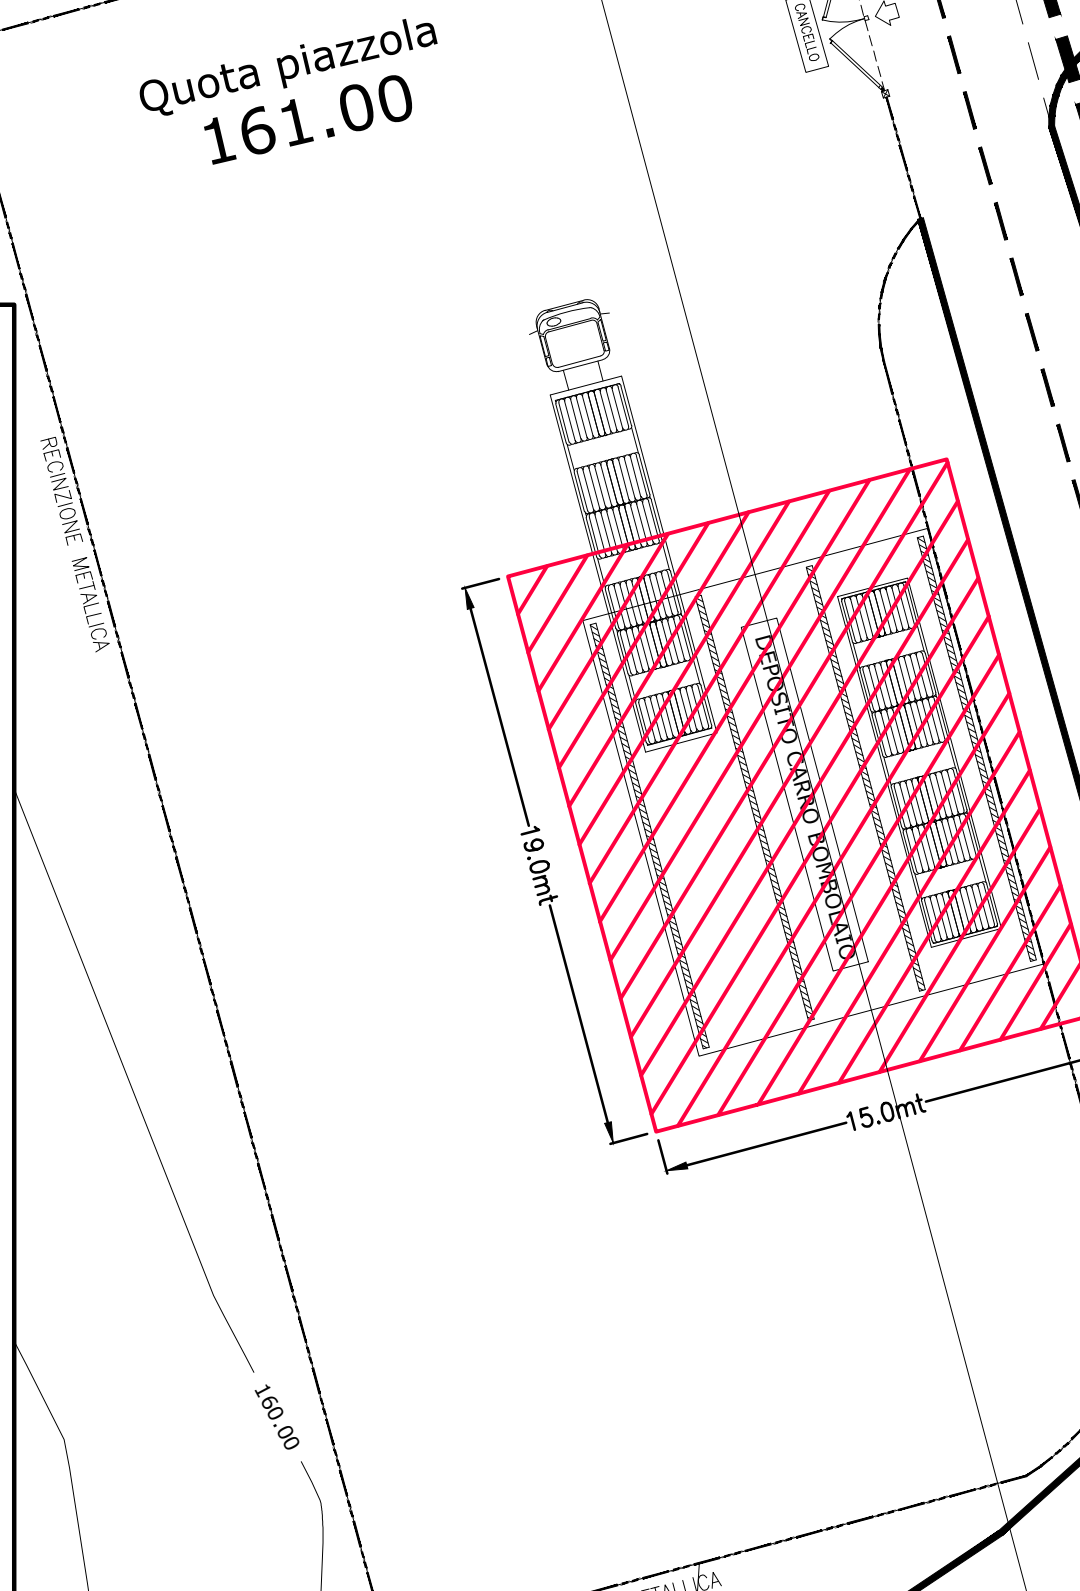 CANCELLO
Quota piazzola
161.00
RECINZIONE METALLICA
DEPOSITO CARRO BOMBOLAIO
19.0mt
15.0mt
160.00